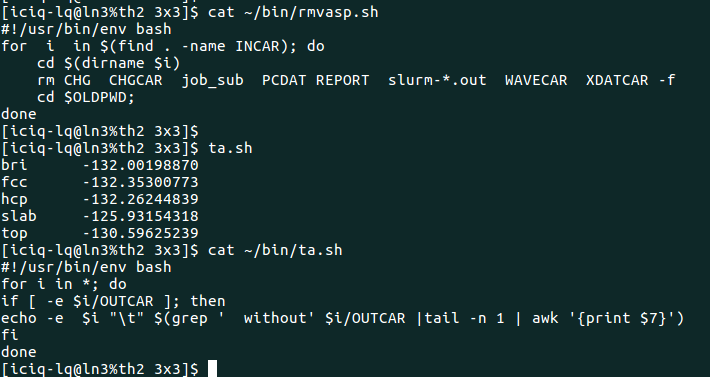 [iciq-lq@ln3%th2 3x3]$ cat ~/bin/rmvasp.sh
#!/usr/bin/env bash
for  i  in $(find . -name INCAR); do
    cd $(dirname $i)
    rm CHG  CHGCAR  job_sub  PCDAT REPORT  slurm-*.out  WAVECAR  XDATCAR -f
    cd $OLDPWD;
done
[iciq-lq@ln3%th2 3x3]$
[iciq-lq@ln3%th2 3x3]$ ta.sh
bri      -132.00198870
fcc      -132.35300773
hcp      -132.26244839
slab     -125.93154318
top      -130.59625239
[iciq-lq@ln3%th2 3x3]$ cat ~/bin/ta.sh
#!/usr/bin/env bash
for i in *; do
if [ -e $i/OUTCAR ]; then
echo -e  $i "\t" $(grep '  without' $i/OUTCAR |tail -n 1 | awk '{print $7}')
fi
done
[iciq-lq@ln3%th2 3x3]$